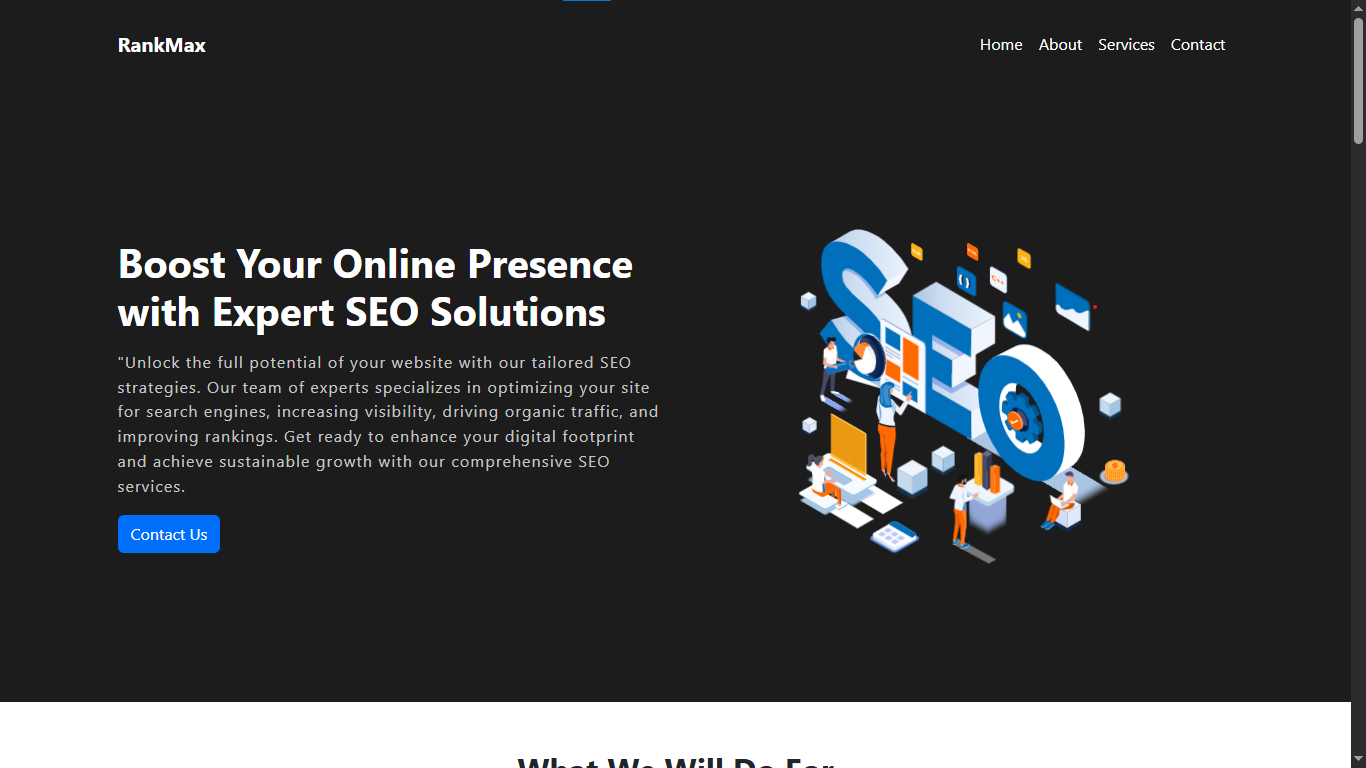 RankMax
Home About Services Contact
Boost Your Online Presence
with Expert SEO Solutions
"Unlock the full potential of your website with our tailored SEO
strategies. Our team of experts specializes in optimizing your site
for search engines, increasing visibility, driving organic traffic, and
improving rankings. Get ready to enhance your digital footprint
and achieve sustainable growth with our comprehensive SEO
services.
Contact Us
SEO
C++
What We Will Do For